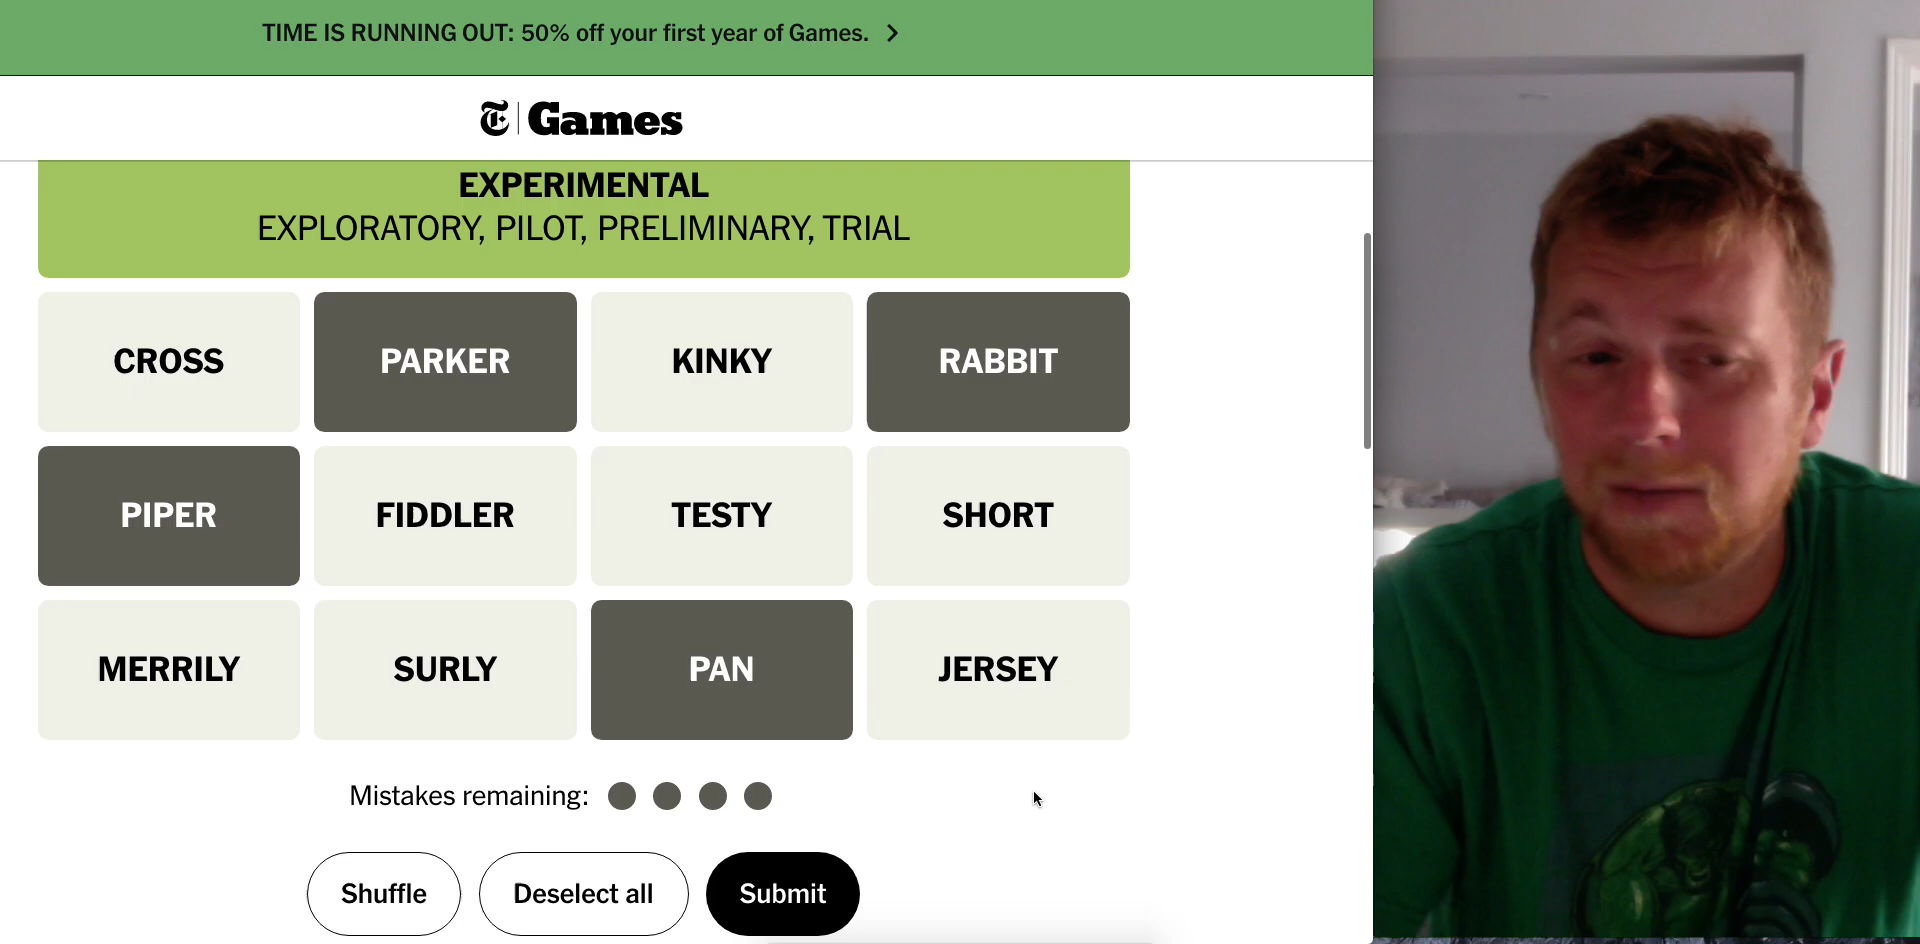 TIME IS RUNNING OUT: 50% off your first year of Games.
T Games
EXPERIMENTAL
EXPLORATORY, PILOT, PRELIMINARY, TRIAL
CROSS PARKER KINKY RABBIT
PIPER FIDDLER TESTY SHORT
MERRILY SURLY PAN JERSEY
Mistakes remaining:
Shuffle Deselect all Submit